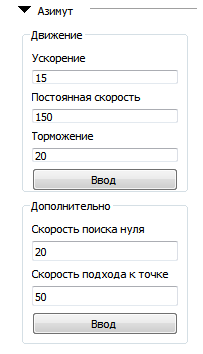 Азимут
Движение
Ускорение
15
Постоянная скорость
150
Торможение
20
Ввод
Дополнительно
Скорость поиска нуля
20
Скорость подхода к точке
50
Ввод